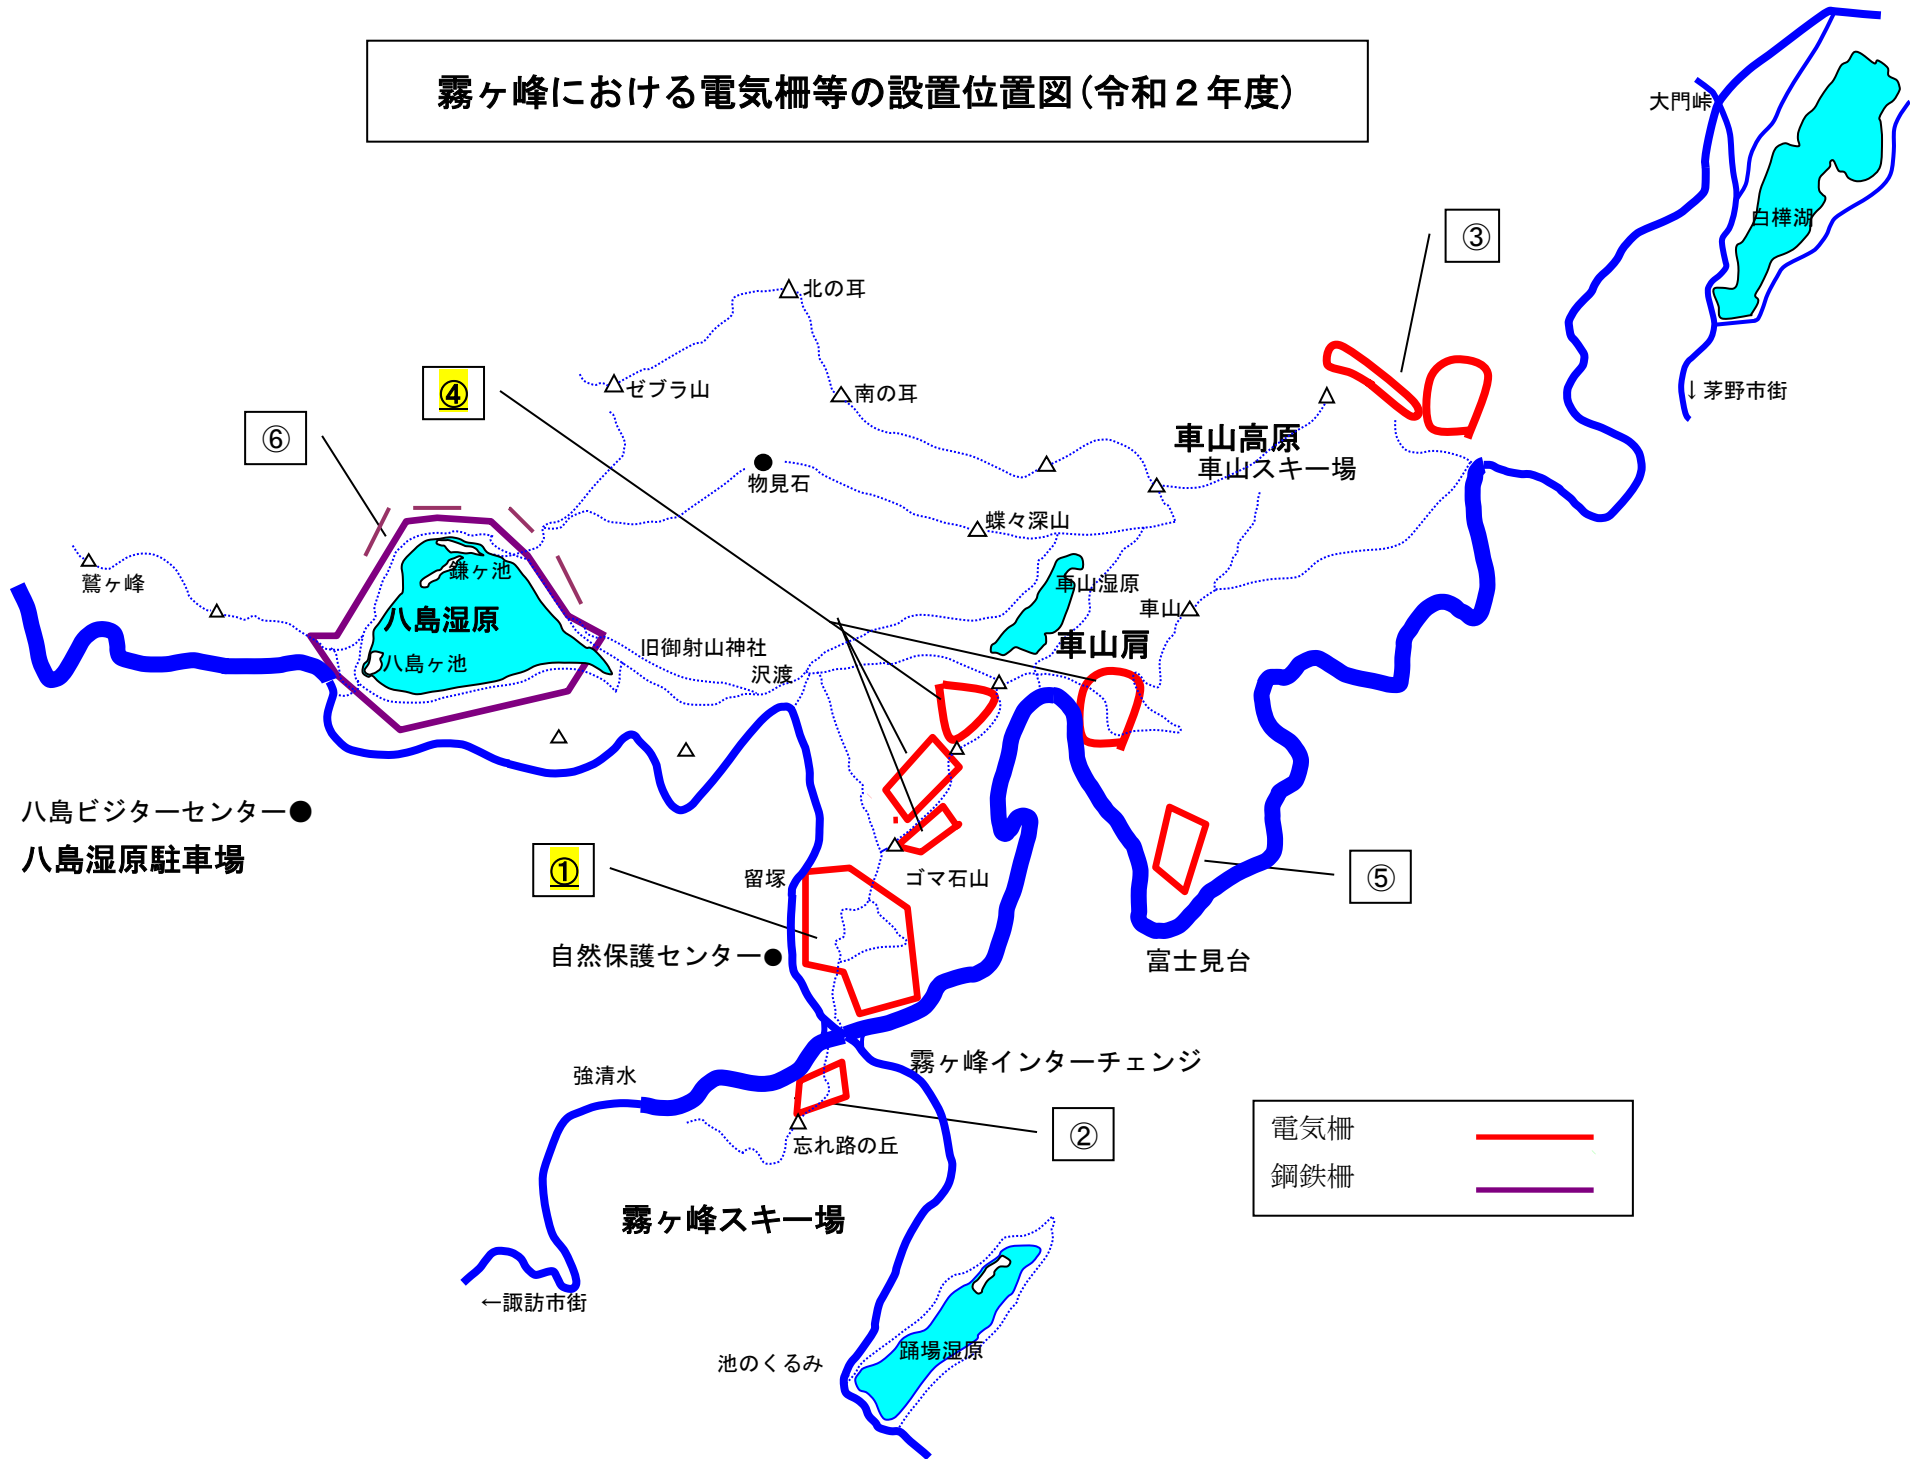 霧ヶ峰における電気柵等の設置位置図(令和2年度)
大門峠
白樺湖
③
北の耳
ゼブラ山
南の耳
↓茅野市街
④
⑥
車山高原
車山スキー場
物見石
蝶々深山
鎌ヶ池
鷲ヶ峰
車山湿原
車山
八島湿原
八島ヶ池
旧御射山神社
沢渡
車山肩
八島ビジターセンター●
八島湿原駐車場
①
留塚
ゴマ石山
⑤
自然保護センター●
富士見台
霧ヶ峰インターチェンジ
強清水
②
忘れ路の丘
電気柵
鋼鉄柵
霧ヶ峰スキー場
←諏訪市街
踊場湿原
池のくるみ